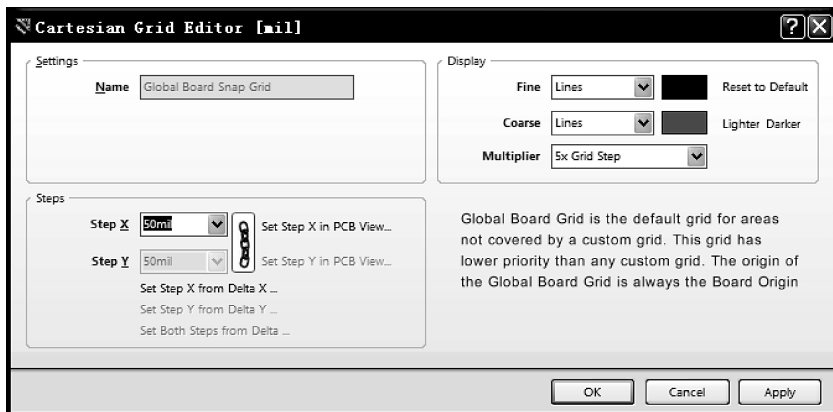 Cartesian Grid Editor [mil]
Settings
Name Global Board Snap Grid
Display
Fine Lines Reset to Default
Coarse Lines Lighter Darker
Multiplier 5x Grid Step
Steps
Step X 50mil Set Step X in PCB View...
Step Y 50mil Set Step Y in PCB View...
Set Step X from Delta X ...
Set Step Y from Delta Y ...
Set Both Steps from Delta ...
Global Board Grid is the default grid for areas
not covered by a custom grid. This grid has
lower priority than any custom grid. The origin of
the Global Board Grid is always the Board Origin
OK Cancel Apply